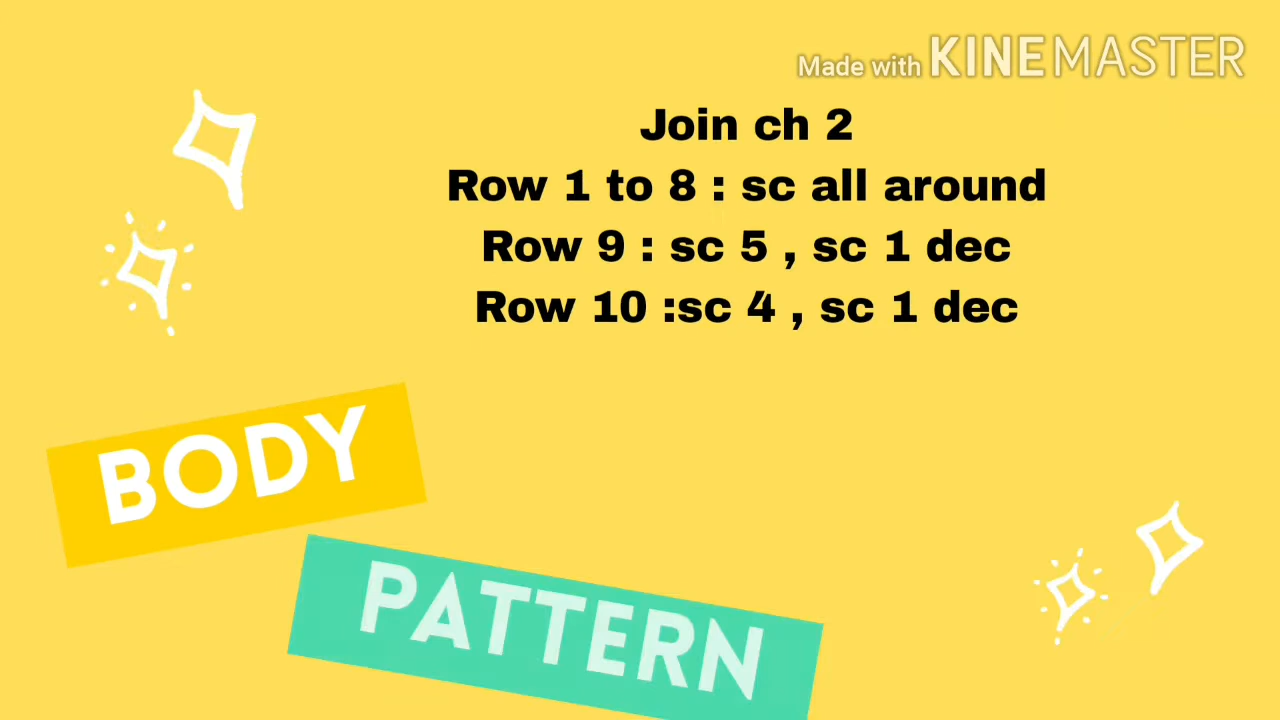 Made with KINEMASTER
Join ch 2
Row 1 to 8 : sc all around
Row 9 : sc 5 , sc 1 dec
Row 10 :sc 4 , sc 1 dec
BODY
PATTERN